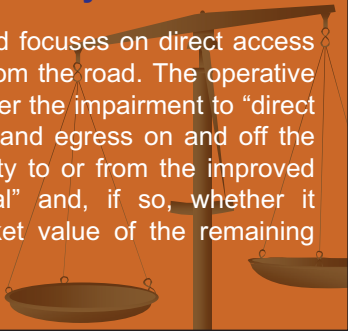 d focuses on direct access
om the road. The operative
er the impairment to “direct
and egress on and off the
ty to or from the improved
al” and, if so, whether it
ket value of the remaining